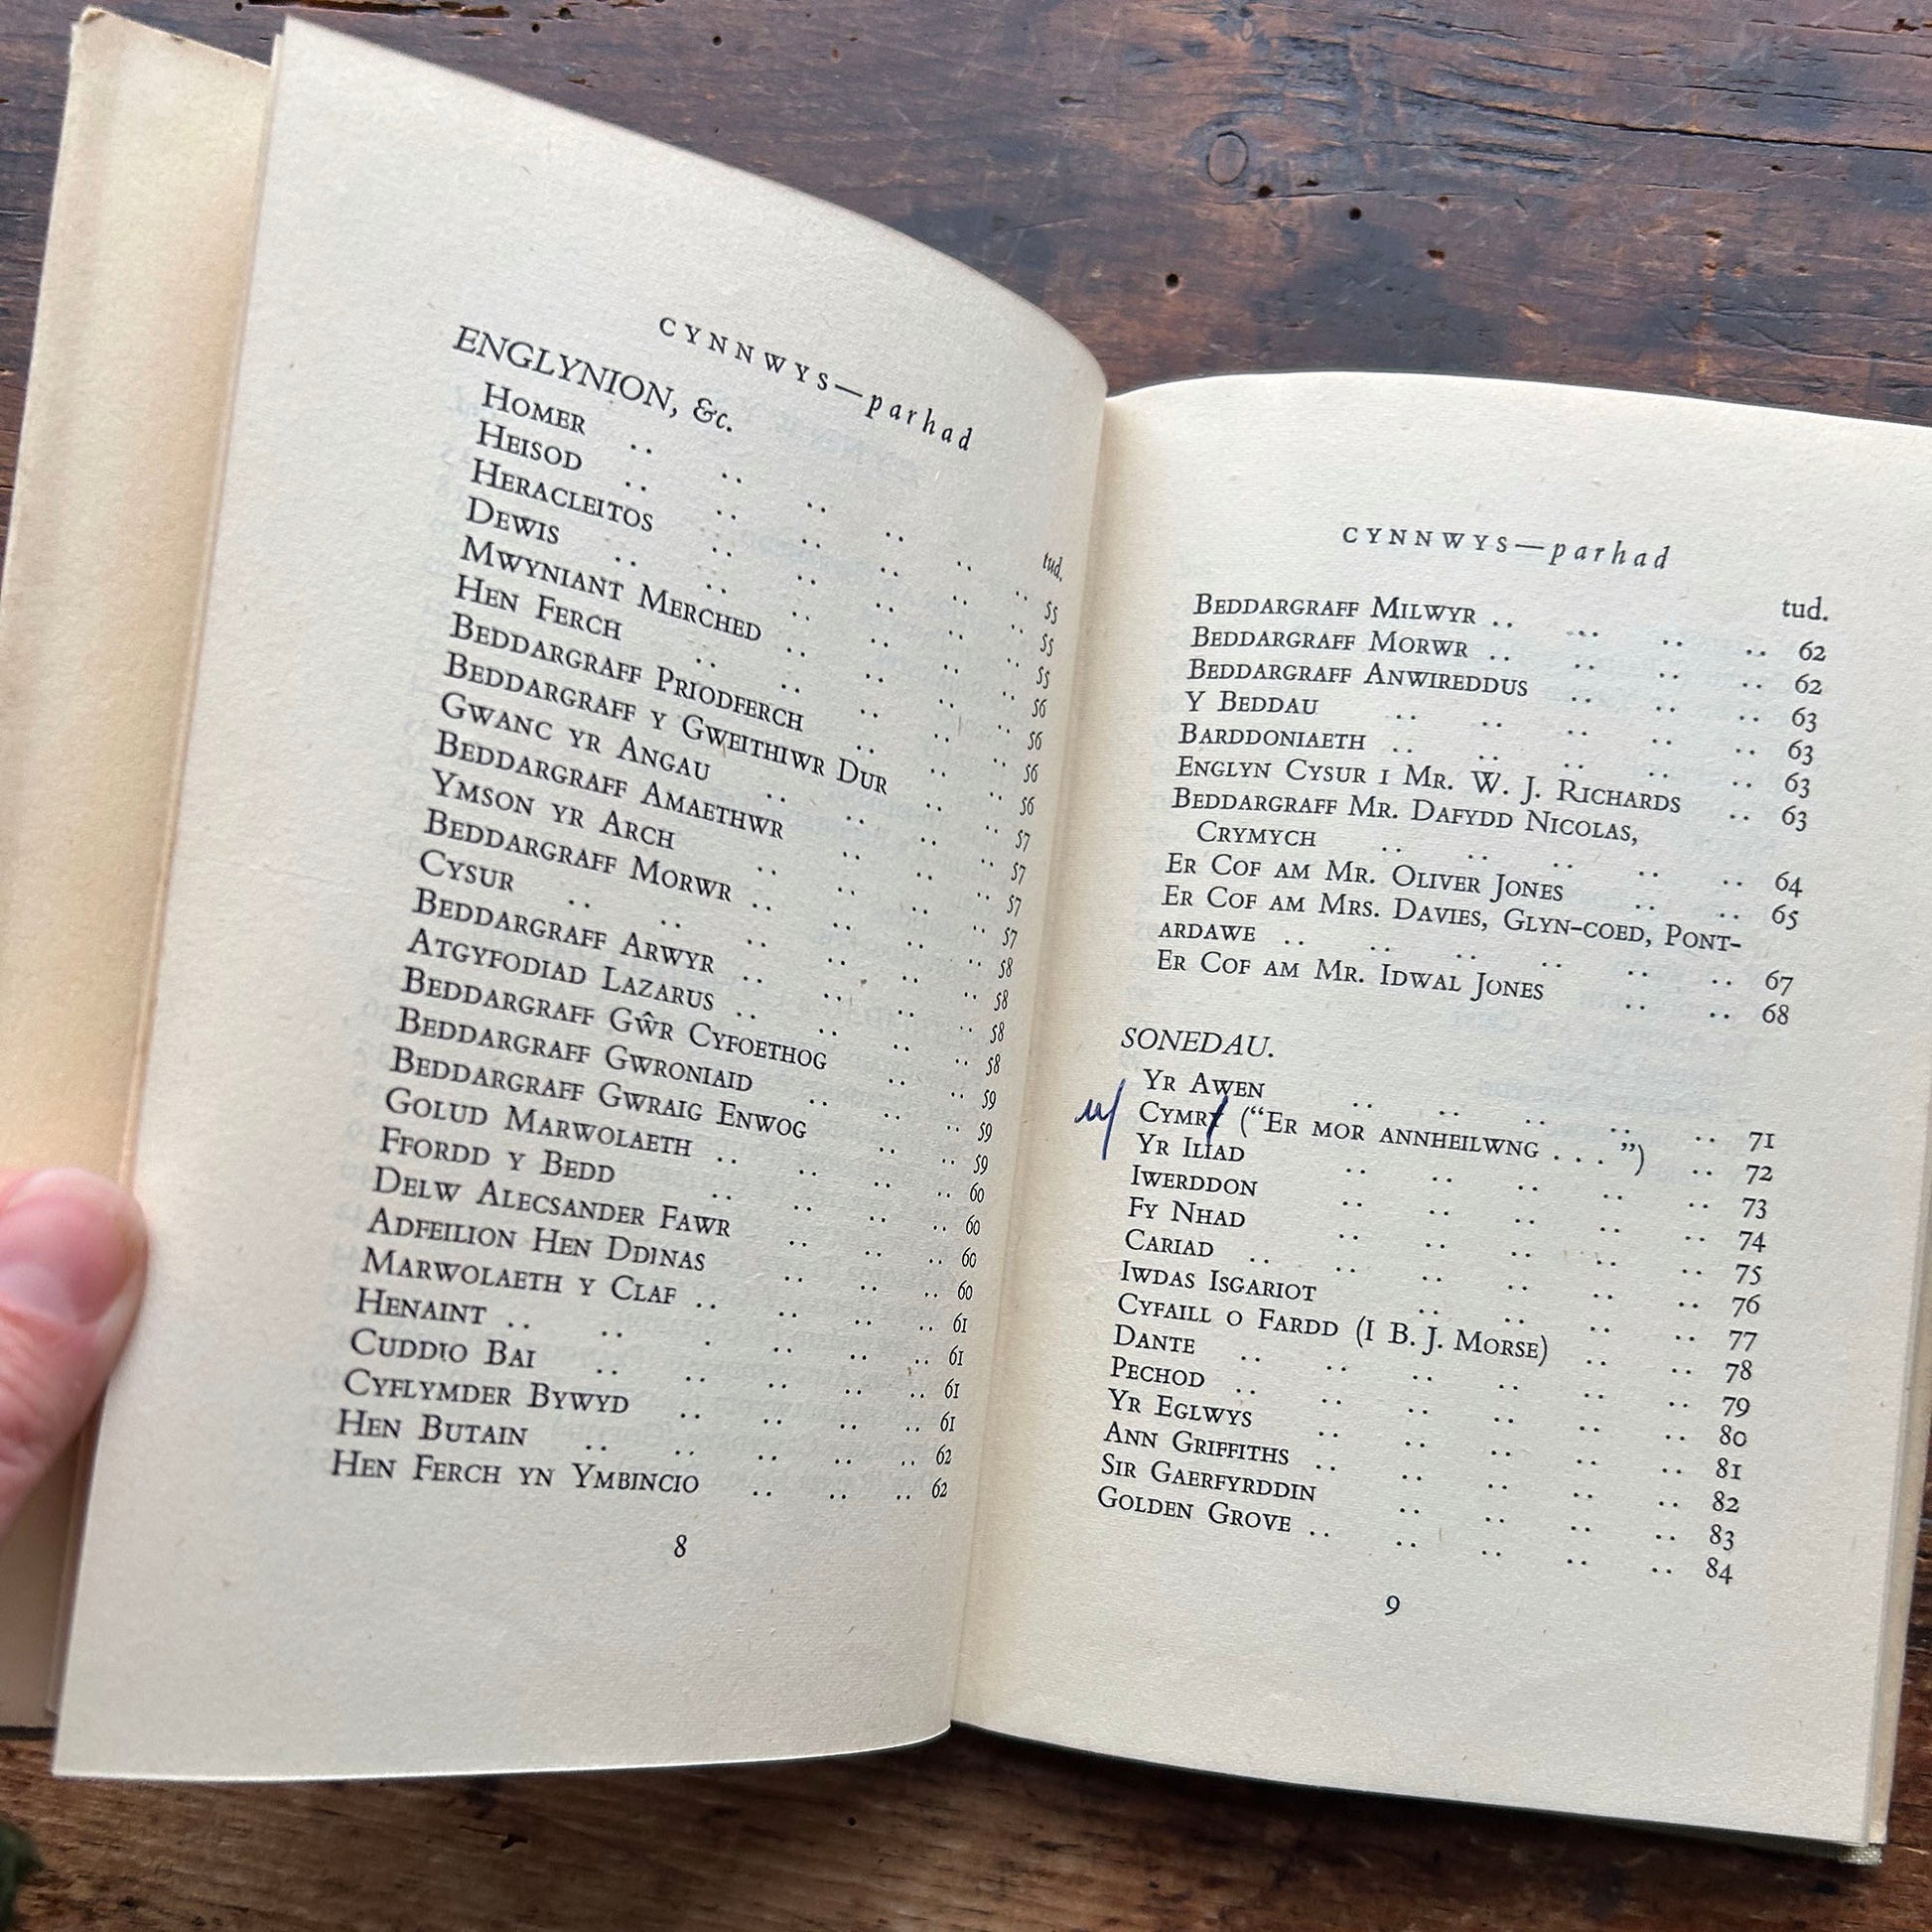 CYNNWYS—parhad
ENGLYNION, &c.
tud.
HOMER .. .. .. .. .. .. 55
HEISOD .. .. .. .. .. .. 55
HERACLEITOS .. .. .. .. .. 55
DEWIS .. .. .. .. .. .. 56
MWYNIANT MERCHED .. .. .. .. 56
HEN FERCH .. .. .. .. .. 56
BEDDARGRAFF PRIODFERCH .. .. .. 56
BEDDARGRAFF Y GWEITHIWR DUR .. .. 57
GWANC YR ANGAU .. .. .. .. 57
BEDDARGRAFF AMAETHWR .. .. .. 57
YMSON YR ARCH .. .. .. .. 57
BEDDARGRAFF MORWR .. .. .. .. 58
CYSUR .. .. .. .. .. .. 58
BEDDARGRAFF ARWYR .. .. .. .. 58
ATGYFODIAD LAZARUS .. .. .. .. 58
BEDDARGRAFF GŴR CYFOETHOG .. .. 59
BEDDARGRAFF GWRONIAID .. .. .. 59
BEDDARGRAFF GWRAIG ENWOG .. .. 59
GOLUD MARWOLAETH .. .. .. .. 60
FFORDD Y BEDD .. .. .. .. 60
DELW ALECSANDER FAWR .. .. .. 60
ADFEILION HEN DDINAS .. .. .. 60
MARWOLAETH Y CLAF .. .. .. .. 61
HENAINT .. .. .. .. .. 61
CUDDIO BAI .. .. .. .. .. 61
CYFLYMDER BYWYD .. .. .. .. 61
HEN BUTAIN .. .. .. .. .. 62
HEN FERCH YN YMBINCIO .. .. .. 62
8
CYNNWYS—parhad
tud.
BEDDARGRAFF MILWYR .. .. .. .. 62
BEDDARGRAFF MORWR .. .. .. .. 62
BEDDARGRAFF ANWIREDDUS .. .. .. 63
Y BEDDAU .. .. .. .. .. 63
BARDDONIAETH .. .. .. .. .. 63
ENGLYN CYSUR I MR. W. J. RICHARDS .. 63
BEDDARGRAFF MR. DAFYDD NICOLAS,
CRYMYCH .. .. .. .. .. 64
ER COF AM MR. OLIVER JONES .. .. 65
ER COF AM MRS. DAVIES, GLYN-COED, PONT-
ARDAWE .. .. .. .. .. .. 67
ER COF AM MR. IDWAL JONES .. .. 68
SONEDAU.
YR AWEN .. .. .. .. .. 71
CYMRY (“ER MOR ANNHEILWNG . . . ”) .. 72
YR ILIAD .. .. .. .. .. 73
IWERDDON .. .. .. .. .. 74
FY NHAD .. .. .. .. .. 75
CARIAD .. .. .. .. .. 76
IWDAS ISGARIOT .. .. .. .. 77
CYFAILL O FARDD (I B. J. MORSE) .. .. 78
DANTE .. .. .. .. .. .. 79
PECHOD .. .. .. .. .. 80
YR EGLWYS .. .. .. .. .. 81
ANN GRIFFITHS .. .. .. .. .. 82
SIR GAERFYRDDIN .. .. .. .. 83
GOLDEN GROVE .. .. .. .. .. 84
9